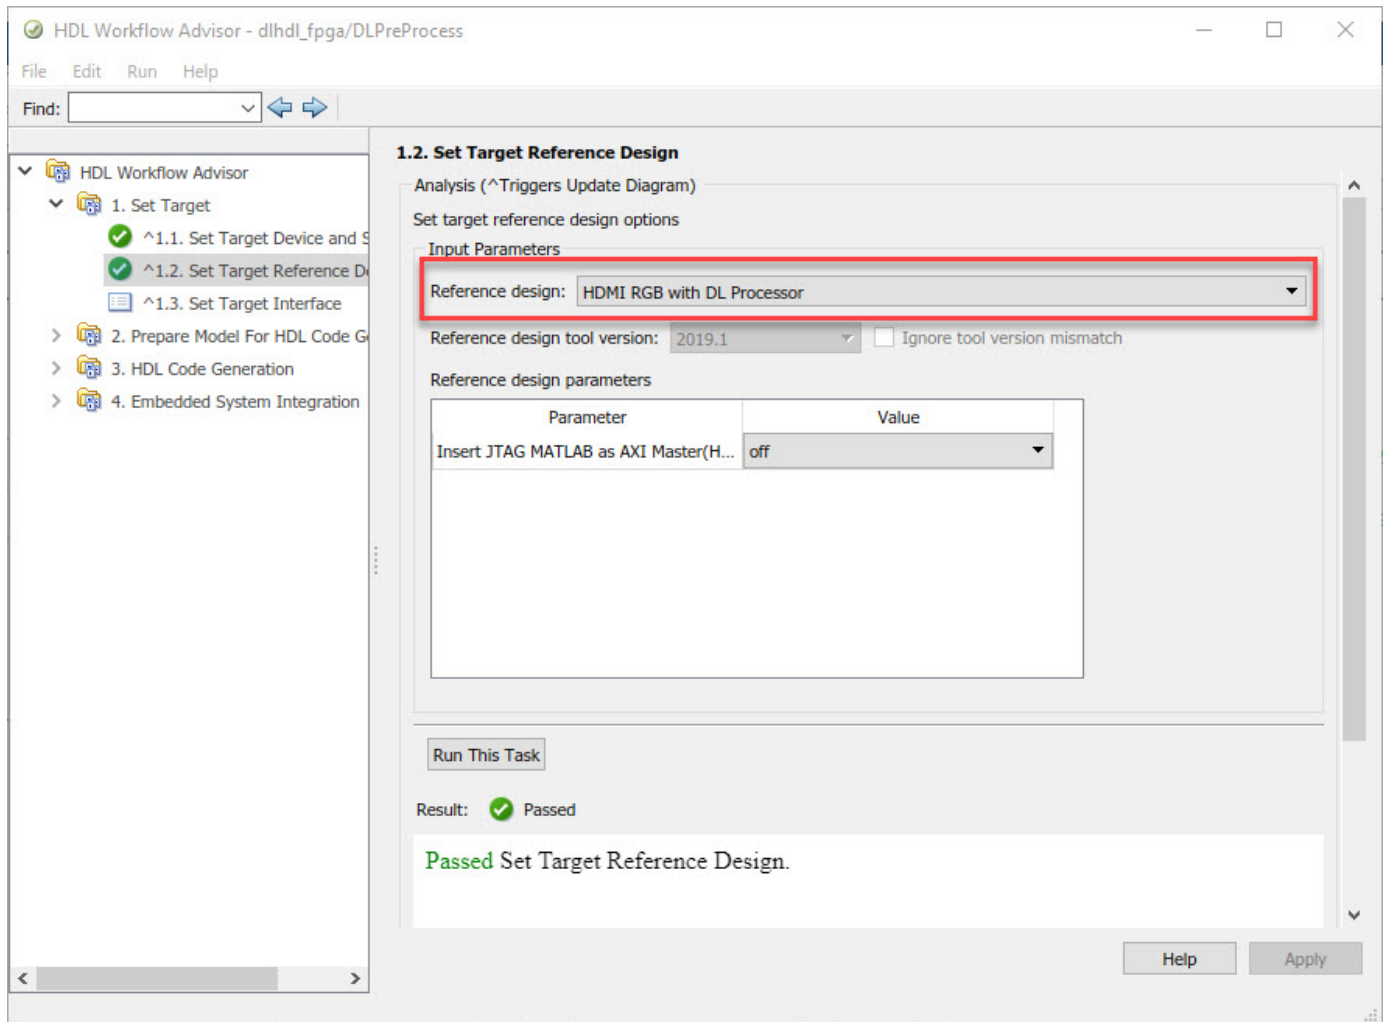 HDL Workflow Advisor - dlhdl_fpga/DLPreProcess
File Edit Run Help
Find:
HDL Workflow Advisor
1. Set Target
^1.1. Set Target Device and S
^1.2. Set Target Reference De
^1.3. Set Target Interface
2. Prepare Model For HDL Code Ge
3. HDL Code Generation
4. Embedded System Integration
1.2. Set Target Reference Design
Analysis (^Triggers Update Diagram)
Set target reference design options
Input Parameters
Reference design: HDMI RGB with DL Processor
Reference design tool version: 2019.1 Ignore tool version mismatch
Reference design parameters
Parameter Value
Insert JTAG MATLAB as AXI Master(H... off
Run This Task
Result: Passed
Passed Set Target Reference Design.
Help Apply